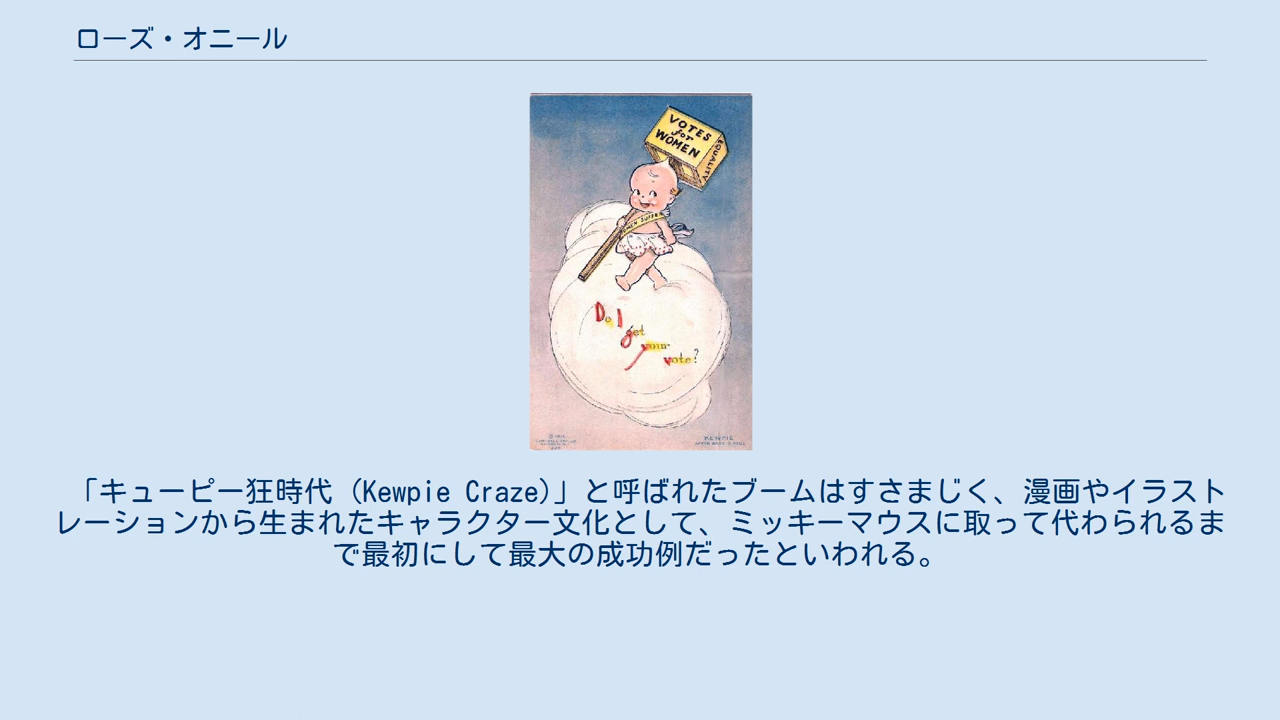 ローズ・オニール
VOTES
for
WOMEN
EQUALITY
Do I
get
your
vote?
KEWPIE
「キューピー狂時代（Kewpie Craze）」と呼ばれたブームはすさまじく、漫画やイラスト
レーションから生まれたキャラクター文化として、ミッキーマウスに取って代わられるま
で最初にして最大の成功例だったといわれる。